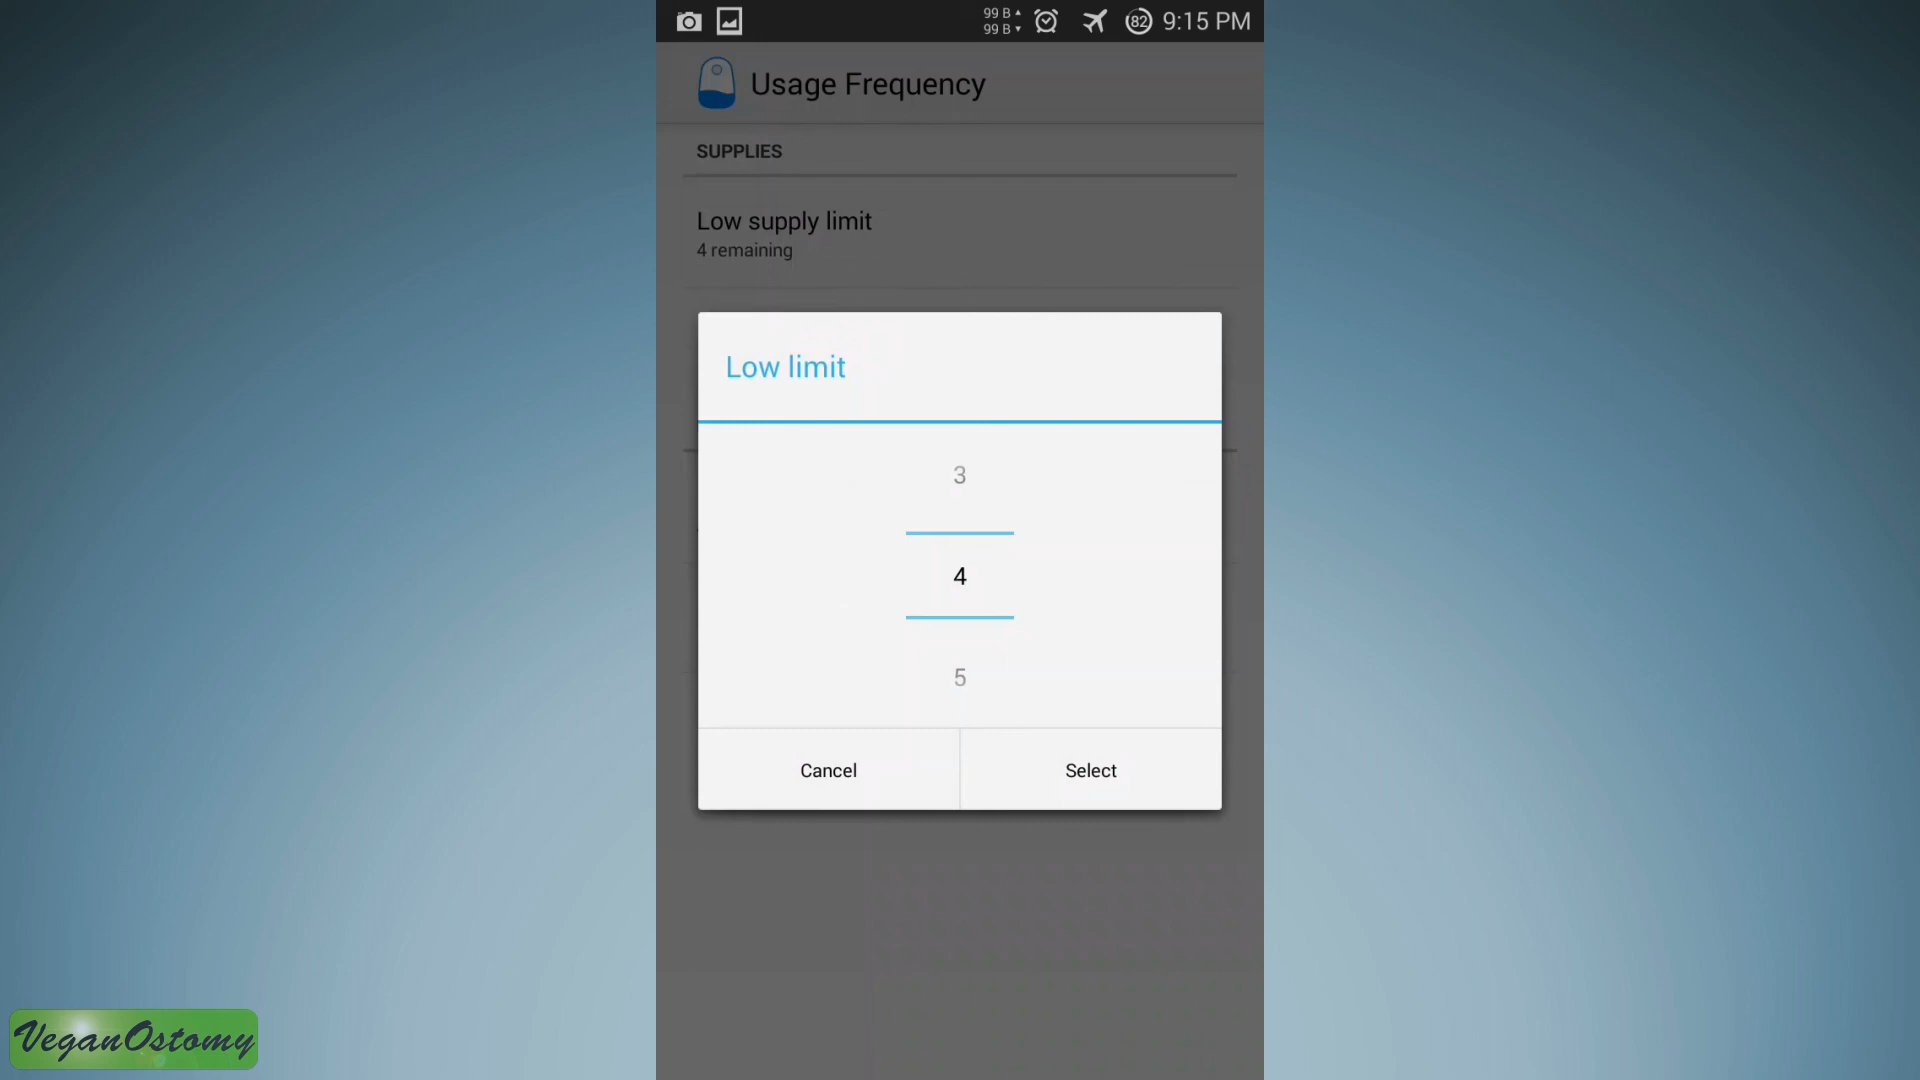 99 B
99 B
82
9:15 PM
Usage Frequency
SUPPLIES
Low supply limit
4 remaining
Low limit
3
4
5
Cancel
Select
VeganOstomy